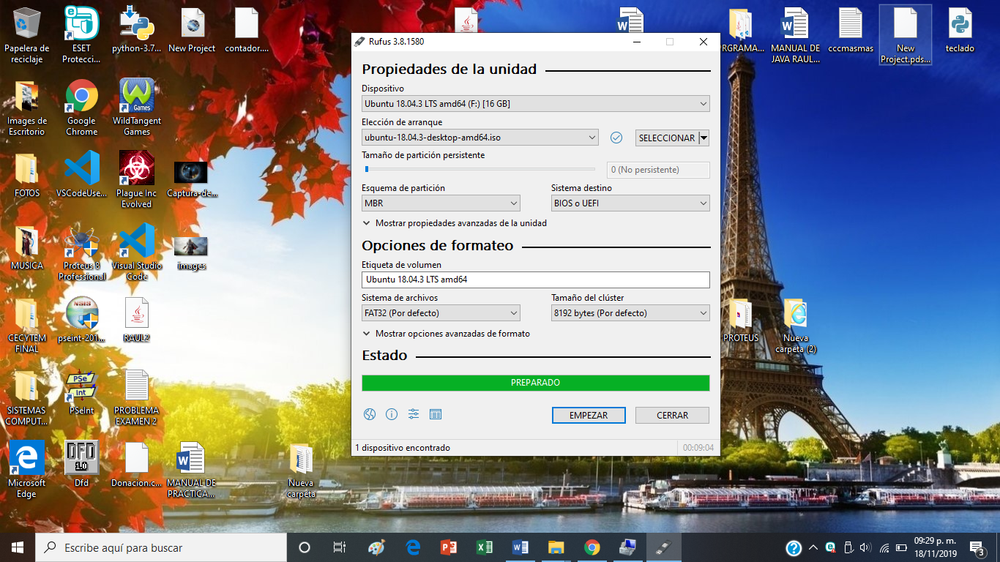 Papelera de
reciclaje
ESET
Protecci...
python-3.7...
New Project
contador....
PRGRAMA...
MANUAL DE
JAVA RAUL...
cccmasmas
New
Project.pds...
teclado
Images de
Escritorio
Google
Chrome
WildTangent
Games
FOTOS
VSCodeUse...
Plague Inc
Evolved
Captura-de...
MUSICA
Proteus 8
Professional
Visual Studio
Code
images
CECYTEM
FINAL
pseint-201...
RAUL2
SISTEMAS
COMPUT...
PSe
Int
PSeInt
PROBLEMA
EXAMEN 2
Microsoft
Edge
DFD
1.0
Dfd
Donacion.c...
MANUAL DE
PRACTICA...
Nueva
carpeta
PROTEUS
Nueva
carpeta (2)
Rufus 3.8.1580
Propiedades de la unidad
Dispositivo
Ubuntu 18.04.3 LTS amd64 (F:) [16 GB]
Elección de arranque
ubuntu-18.04.3-desktop-amd64.iso
SELECCIONAR
Tamaño de partición persistente
0 (No persistente)
Esquema de partición
Sistema destino
MBR
BIOS o UEFI
Mostrar propiedades avanzadas de la unidad
Opciones de formateo
Etiqueta de volumen
Ubuntu 18.04.3 LTS amd64
Sistema de archivos
Tamaño del clúster
FAT32 (Por defecto)
8192 bytes (Por defecto)
Mostrar opciones avanzadas de formato
Estado
PREPARADO
EMPEZAR
CERRAR
1 dispositivo encontrado
00:09:04
Escribe aquí para buscar
09:29 p. m.
18/11/2019
3